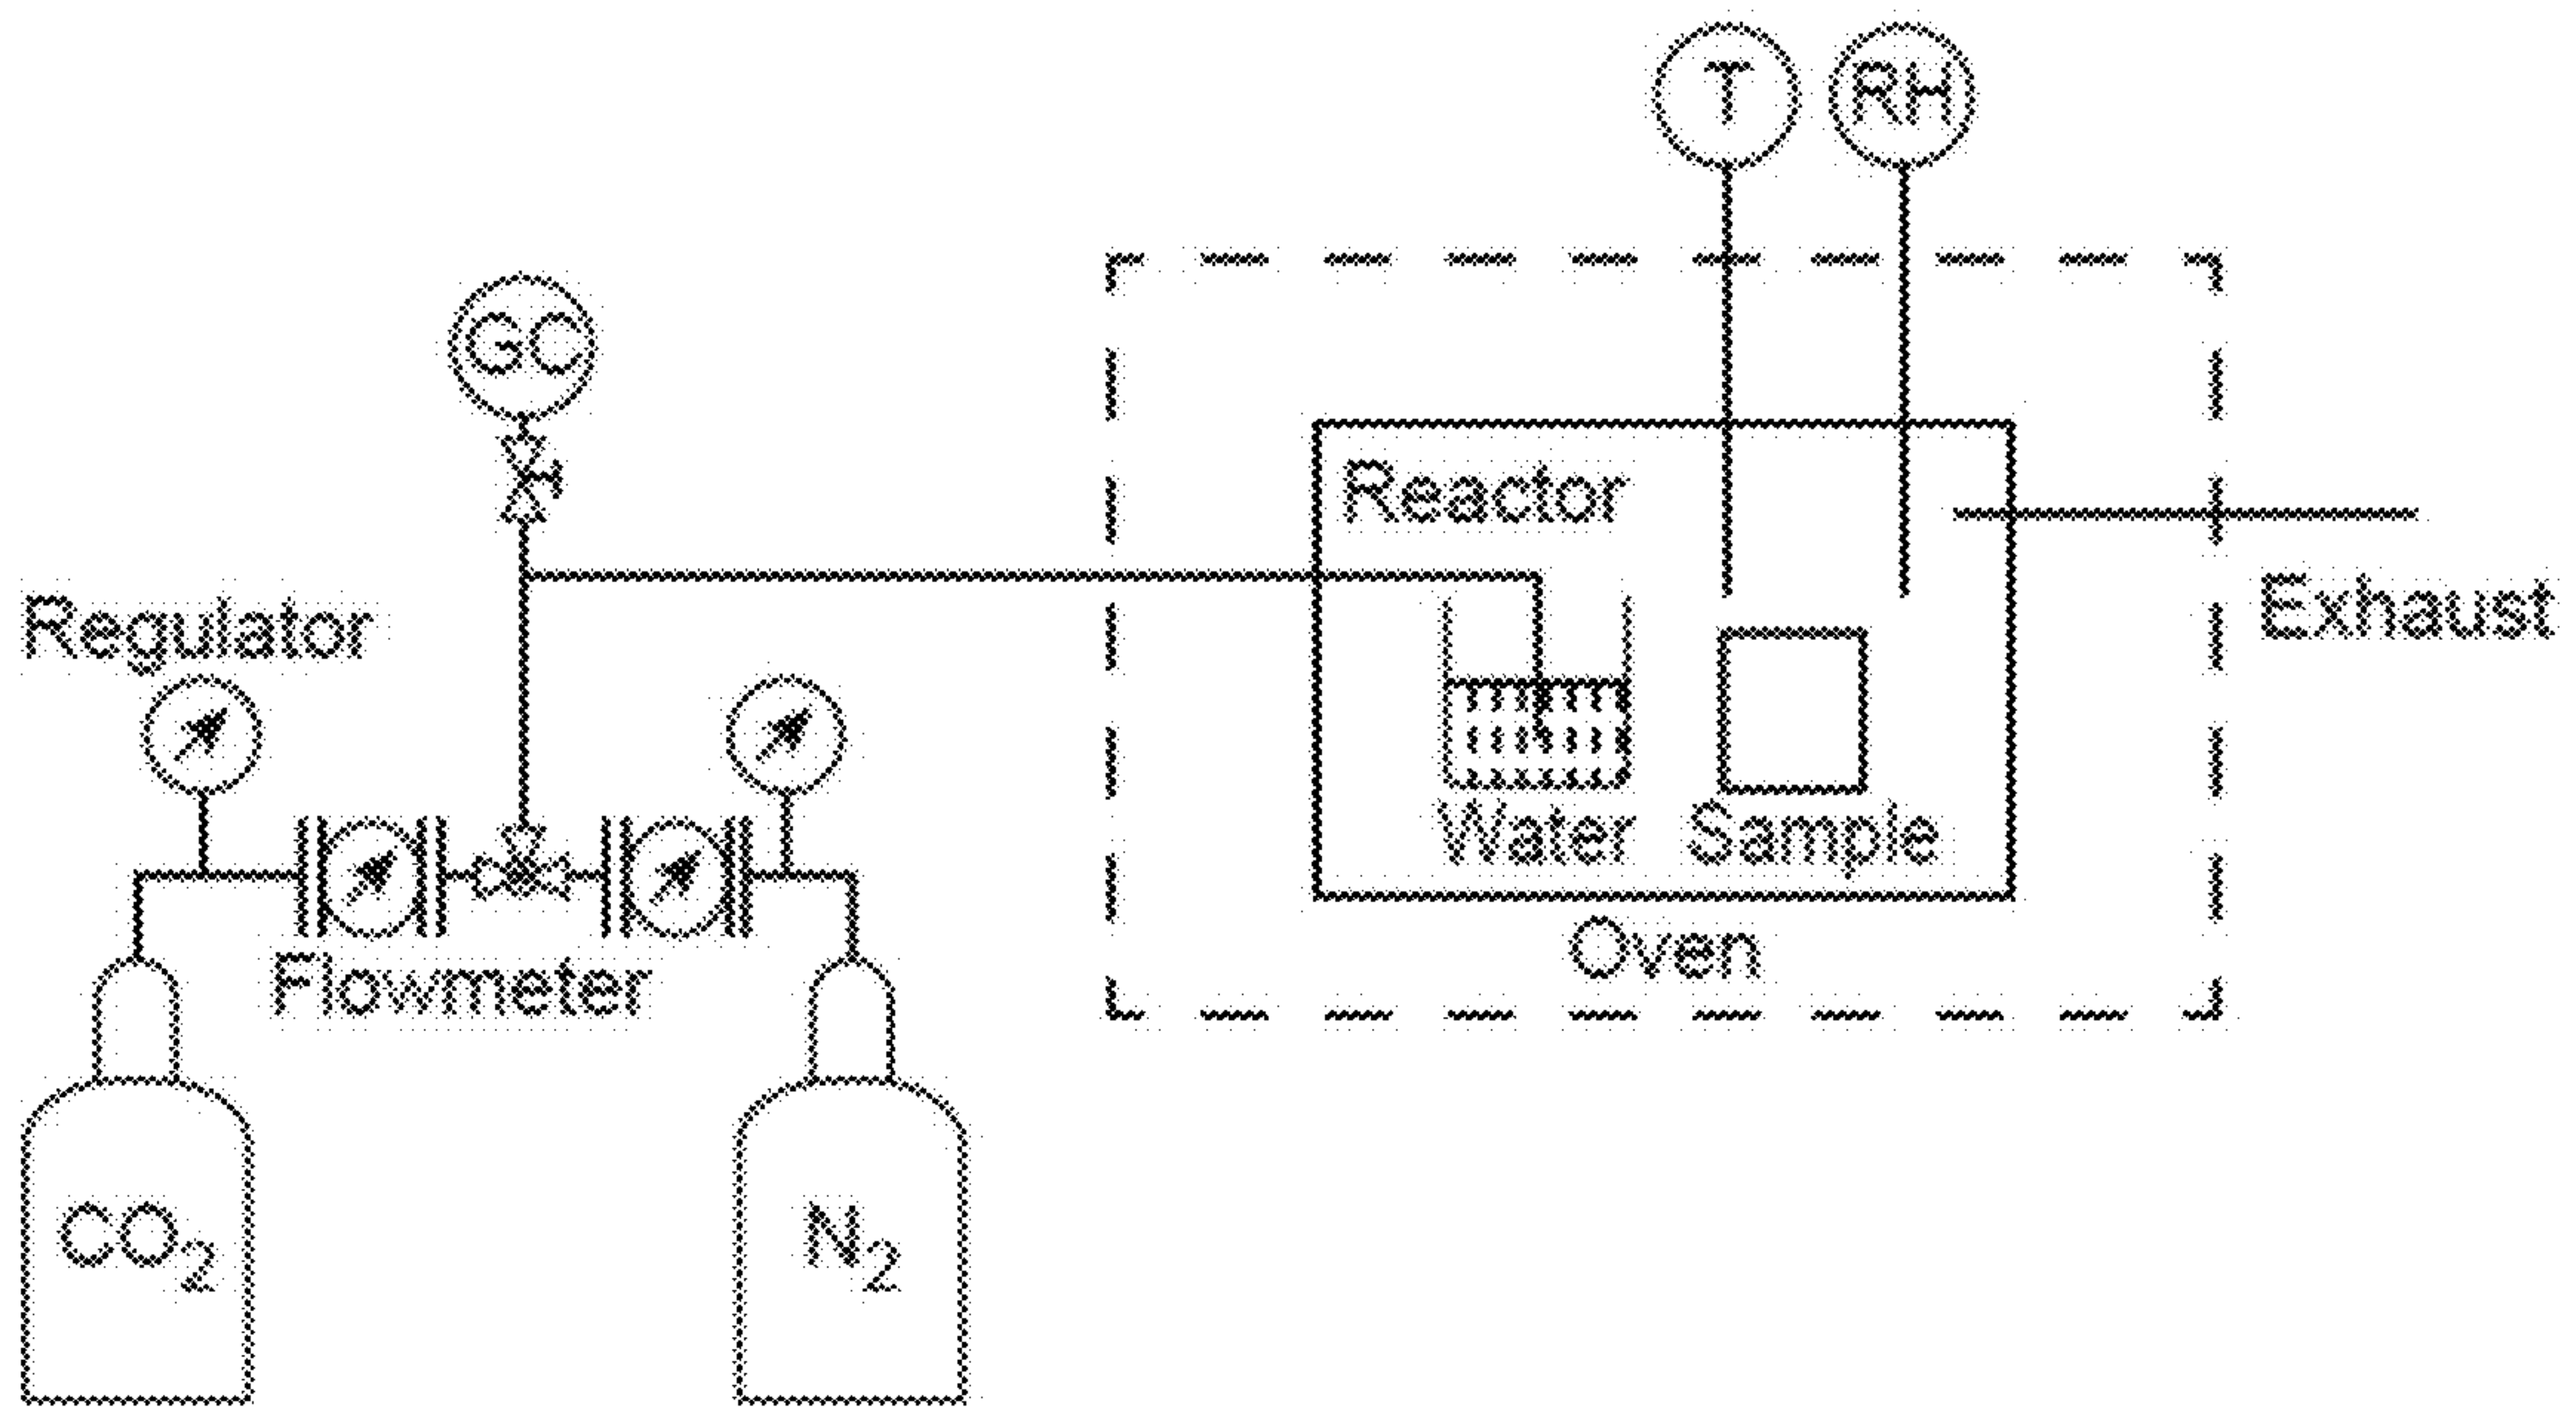 T
RH
GC
Reactor
Regulator
Exhaust
Water
Sample
Oven
Flowmeter
CO₂
N₂